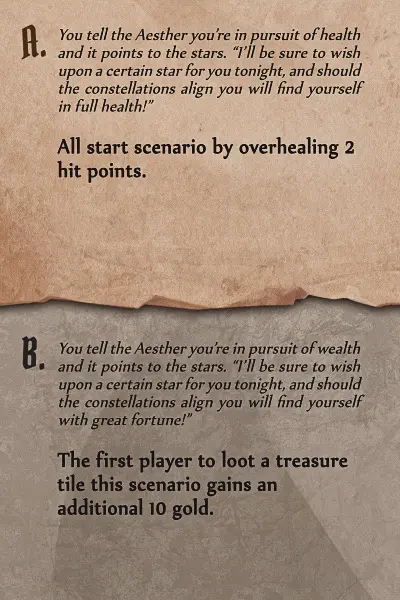 A. You tell the Aesther you're in pursuit of health
and it points to the stars. "I'll be sure to wish
upon a certain star for you tonight, and should
the constellations align you will find yourself
in full health!"
All start scenario by overhealing 2
hit points.
B. You tell the Aesther you're in pursuit of wealth
and it points to the stars. "I'll be sure to wish
upon a certain star for you tonight, and should
the constellations align you will find yourself
with great fortune!"
The first player to loot a treasure
tile this scenario gains an
additional 10 gold.